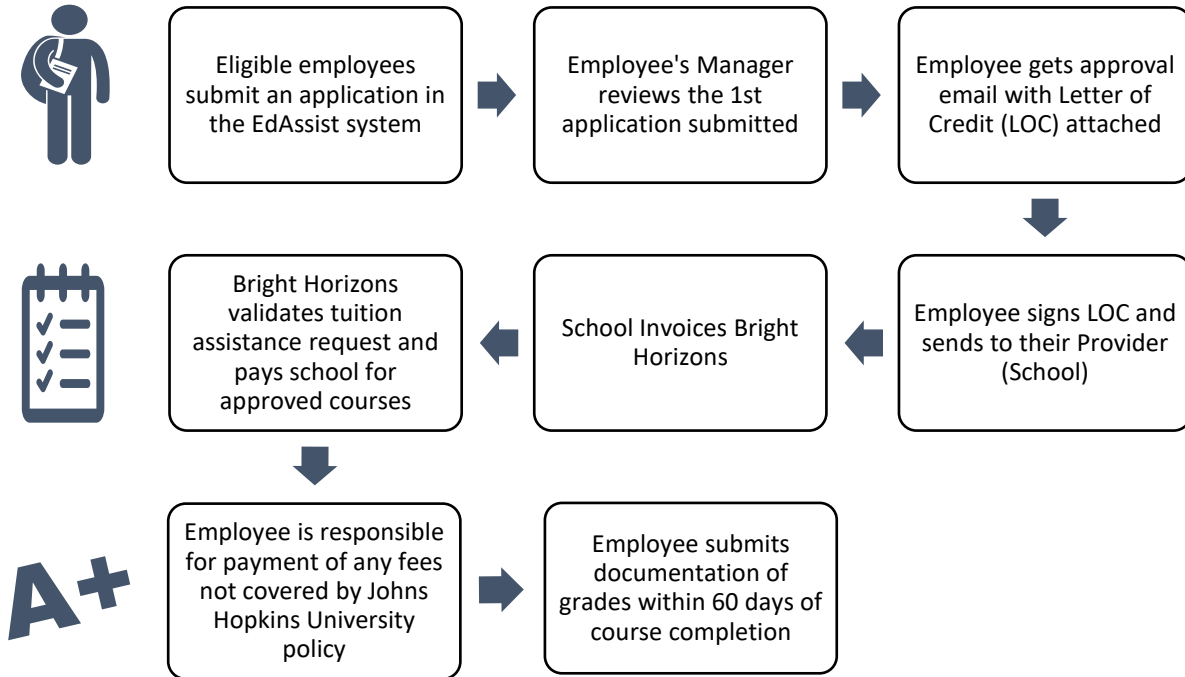 Eligible employees
submit an application in
the EdAssist system
Employee's Manager
reviews the 1st
application submitted
Employee gets approval
email with Letter of
Credit (LOC) attached
Employee signs LOC and
sends to their Provider
(School)
School Invoices Bright
Horizons
Bright Horizons
validates tuition
assistance request and
pays school for
approved courses
A+
Employee is responsible
for payment of any fees
not covered by Johns
Hopkins University
policy
Employee submits
documentation of
grades within 60 days of
course completion